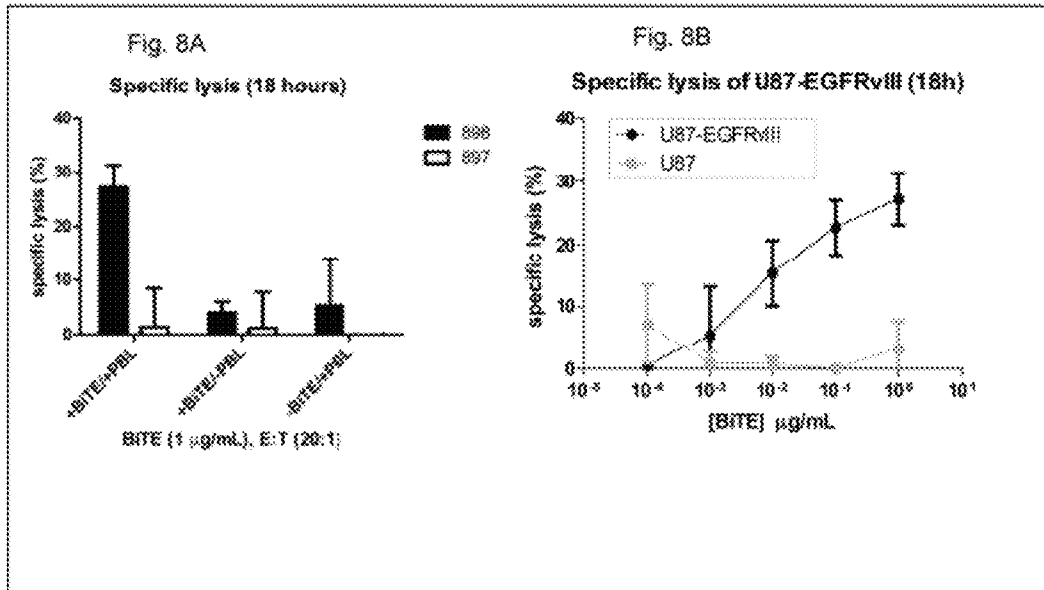 Fig. 8A
Specific lysis (18 hours)
40
30
20
10
0
specific lysis (%)
898
897
+BiTE/+PBL
+BiTE/-PBL
-BiTE/+PBL
BiTE (1 µg/mL), E:T (20:1)
Fig. 8B
Specific lysis of U87-EGFRvIII (18h)
40
30
20
10
0
specific lysis (%)
U87-EGFRvIII
U87
10-5
10-4
10-3
10-2
10-1
100
101
[BiTE] µg/mL